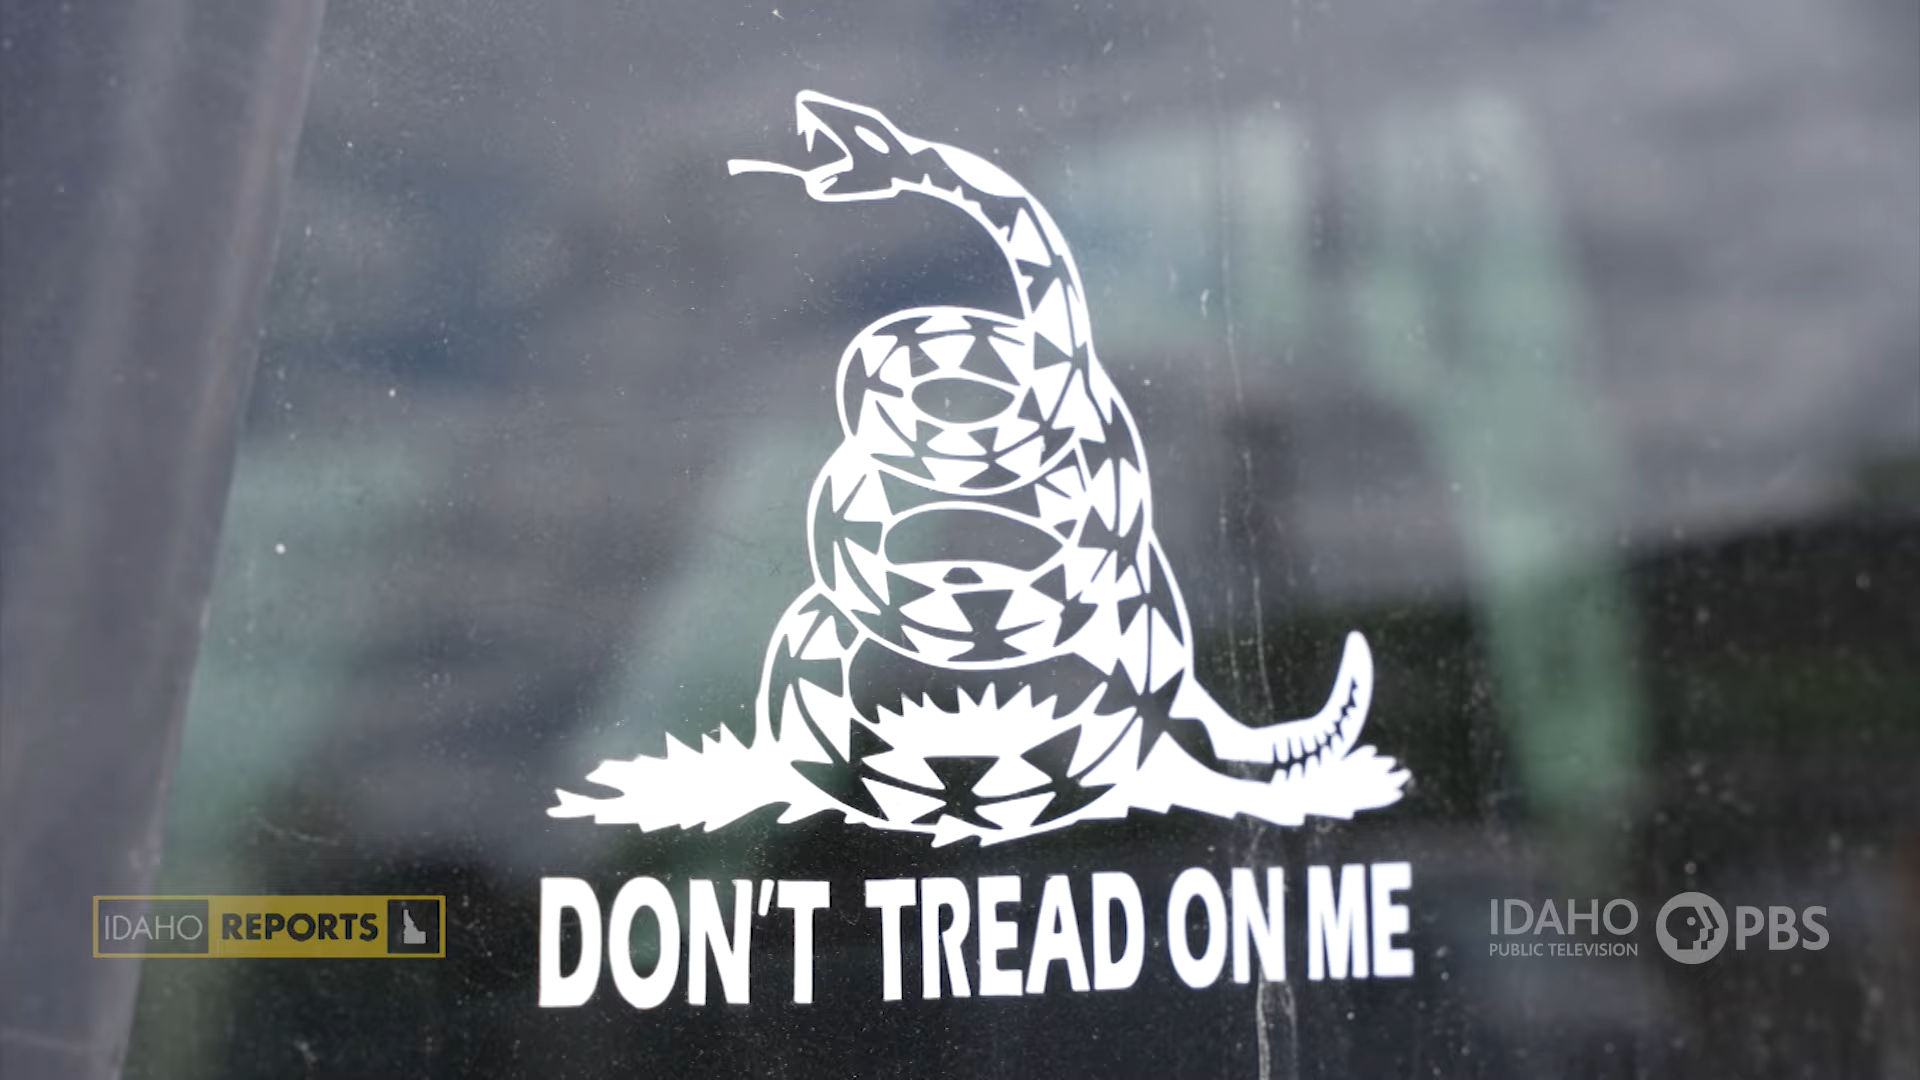 DON'T TREAD ON ME
IDAHO REPORTS
IDAHO
PUBLIC TELEVISION
PBS